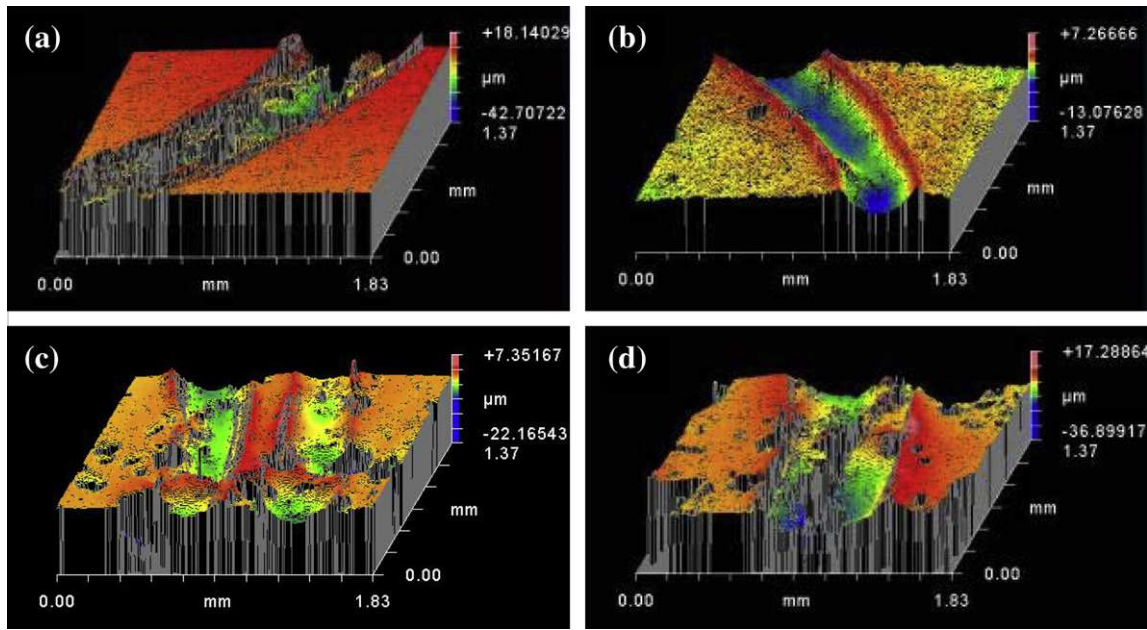 (a)
+18.14029
µm
-42.70722
1.37
mm
0.00
0.00 mm 1.83
(b)
+7.26666
µm
-13.07628
1.37
mm
0.00
0.00 mm 1.83
(c)
+7.35167
µm
-22.16543
1.37
mm
0.00
0.00 mm 1.83
(d)
+17.28864
µm
-36.89917
1.37
mm
0.00
0.00 mm 1.83